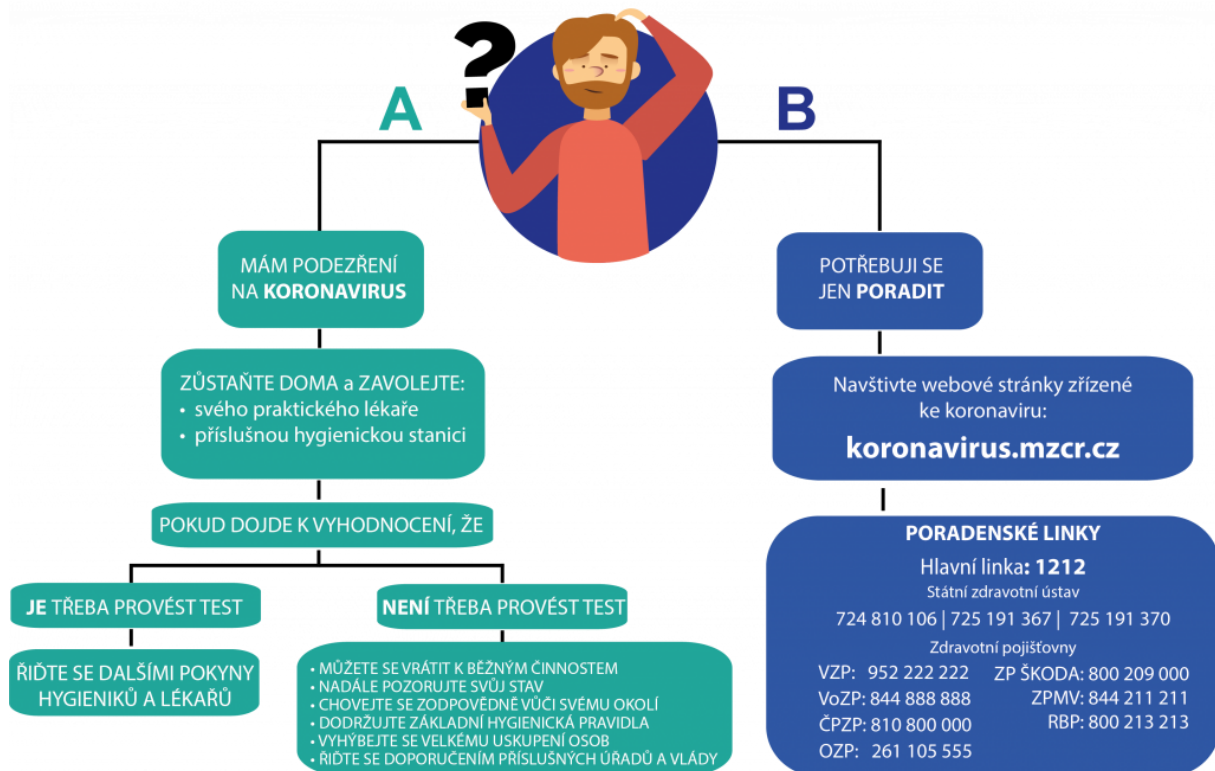 ?
A
B
MÁM PODEZŘENÍ
NA KORONAVIRUS
ZŮSTAŇTE DOMA a ZAVOLEJTE:
• svého praktického lékaře
• příslušnou hygienickou stanici
POKUD DOJDE K VYHODNOCENÍ, ŽE
JE TŘEBA PROVÉST TEST
ŘIĎTE SE DALŠÍMI POKYNY
HYGIENIKŮ A LÉKAŘŮ
NENÍ TŘEBA PROVÉST TEST
• MŮŽETE SE VRÁTIT K BĚŽNÝM ČINNOSTEM
• NADÁLE POZORUJTE SVŮJ STAV
• CHOVEJTE SE ZODPOVĚDNĚ VŮČI SVÉMU OKOLÍ
• DODRŽUJTE ZÁKLADNÍ HYGIENICKÁ PRAVIDLA
• VYHÝBEJTE SE VELKÉMU USKUPENÍ OSOB
• ŘIĎTE SE DOPORUČENÍM PŘÍSLUŠNÝCH ÚŘADŮ A VLÁDY
POTŘEBUJI SE
JEN PORADIT
Navštivte webové stránky zřízené
ke koronaviru:
koronavirus.mzcr.cz
PORADENSKÉ LINKY
Hlavní linka: 1212
Státní zdravotní ústav
724 810 106 | 725 191 367 | 725 191 370
Zdravotní pojišťovny
VZP: 952 222 222 ZP ŠKODA: 800 209 000
VoZP: 844 888 888 ZPMV: 844 211 211
ČPZP: 810 800 000 RBP: 800 213 213
OZP: 261 105 555